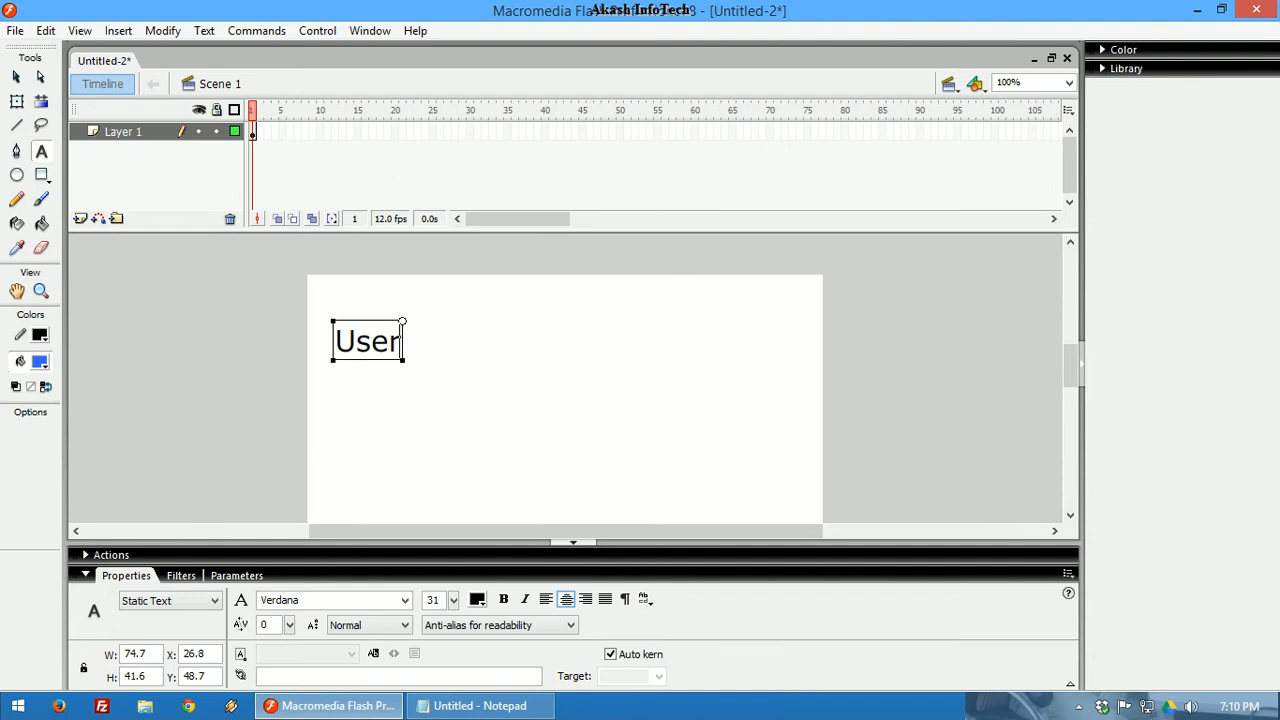 Macromedia Fla Akash InfoTech 8 - [Untitled-2*]
File Edit View Insert Modify Text Commands Control Window Help
Tools
Untitled-2*
Timeline Scene 1 100%
1 5 10 15 20 25 30 35 40 45 50 55 60 65 70 75 80 85 90 95 100 105
Layer 1
1 12.0 fps 0.0s
View
Colors
Options
User
Color
Library
Actions
Properties Filters Parameters
A Static Text A Verdana 31 B I
A/V 0 Normal Anti-alias for readability
W: 74.7 X: 26.8 Auto kern
H: 41.6 Y: 48.7 Target:
Macromedia Flash Pr... Untitled - Notepad 7:10 PM